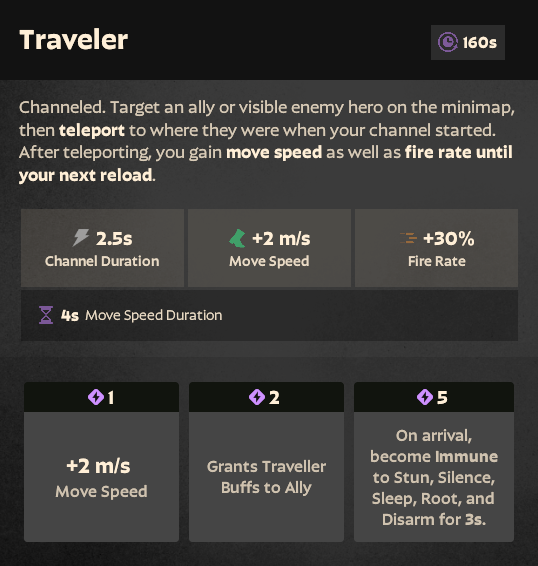 Traveler
160s
Channeled. Target an ally or visible enemy hero on the minimap,
then teleport to where they were when your channel started.
After teleporting, you gain move speed as well as fire rate until
your next reload.
2.5s
Channel Duration
+2 m/s
Move Speed
+30%
Fire Rate
4s Move Speed Duration
1
+2 m/s
Move Speed
2
Grants Traveller
Buffs to Ally
5
On arrival,
become Immune
to Stun, Silence,
Sleep, Root, and
Disarm for 3s.